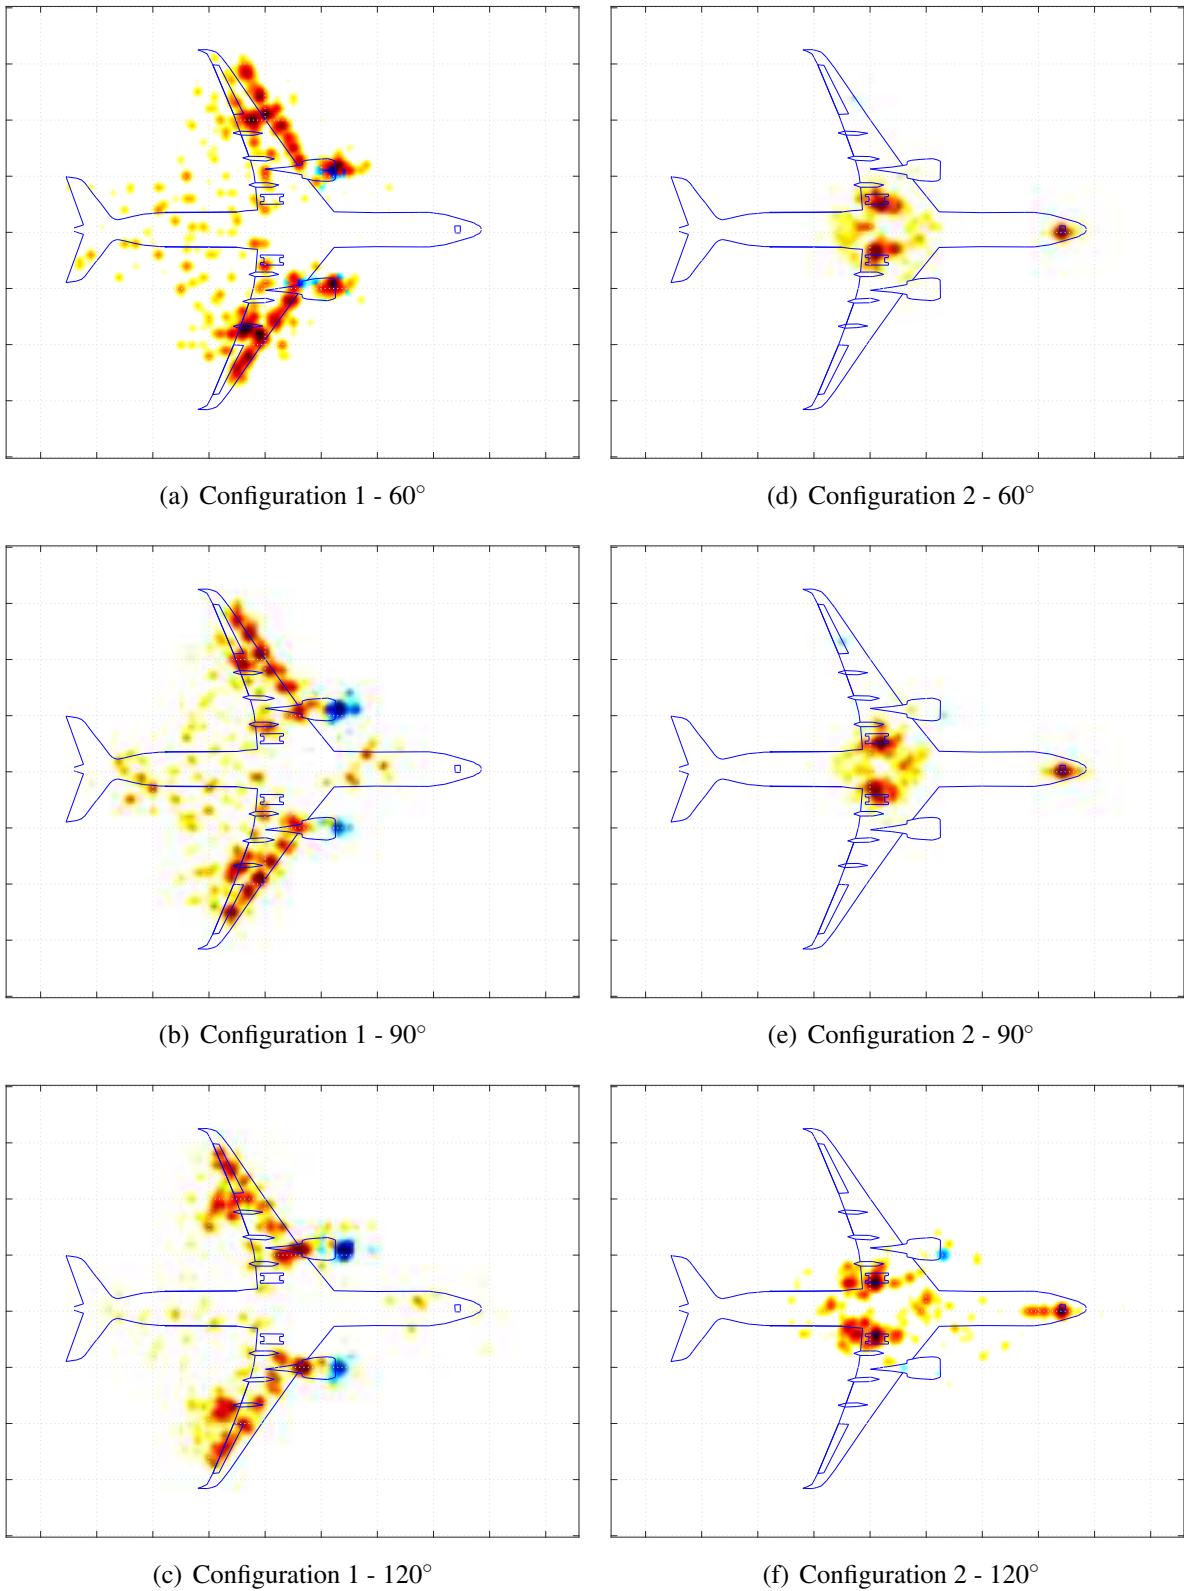 (a) Configuration 1 - 60°
(d) Configuration 2 - 60°
(b) Configuration 1 - 90°
(e) Configuration 2 - 90°
(c) Configuration 1 - 120°
(f) Configuration 2 - 120°